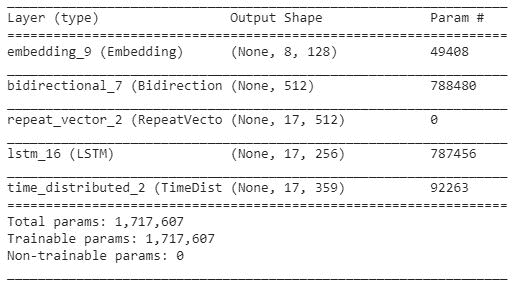 Layer (type) Output Shape Param #
embedding_9 (Embedding) (None, 8, 128) 49408
bidirectional_7 (Bidirection (None, 512) 788480
repeat_vector_2 (RepeatVecto (None, 17, 512) 0
lstm_16 (LSTM) (None, 17, 256) 787456
time_distributed_2 (TimeDist (None, 17, 359) 92263
Total params: 1,717,607
Trainable params: 1,717,607
Non-trainable params: 0